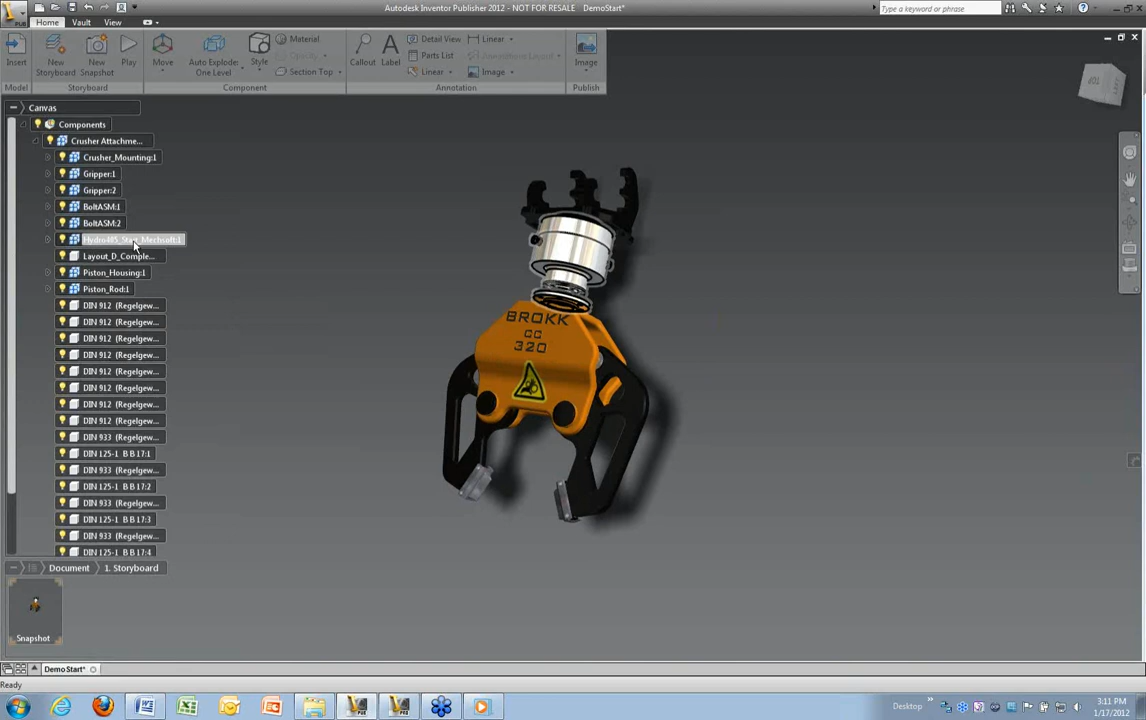 Autodesk Inventor Publisher 2012 - NOT FOR RESALE DemoStart*
Type a keyword or phrase
PUB
Home Vault View
Insert New Storyboard New Snapshot Play Move Auto Explode One Level Style Material Opacity Section Top Callout Label Detail View Parts List Linear Linear Annotations Layout Image Image
Model Storyboard Component Annotation Publish
Canvas
Components
Crusher Attachme...
Crusher_Mounting:1
Gripper:1
Gripper:2
BoltASM:1
BoltASM:2
Hydro485_Start_Mechsoft:1
Layout_D_Comple...
Piston_Housing:1
Piston_Rod:1
DIN 912 (Regelgew...
DIN 912 (Regelgew...
DIN 912 (Regelgew...
DIN 912 (Regelgew...
DIN 912 (Regelgew...
DIN 912 (Regelgew...
DIN 912 (Regelgew...
DIN 912 (Regelgew...
DIN 933 (Regelgew...
DIN 125-1 B B 17:1
DIN 933 (Regelgew...
DIN 125-1 B B 17:2
DIN 933 (Regelgew...
DIN 125-1 B B 17:3
DIN 933 (Regelgew...
DIN 125-1 B B 17:4
BROKK
CC
320
TOP
Document 1. Storyboard
Snapshot
DemoStart*
Ready
Desktop
3:11 PM
1/17/2012